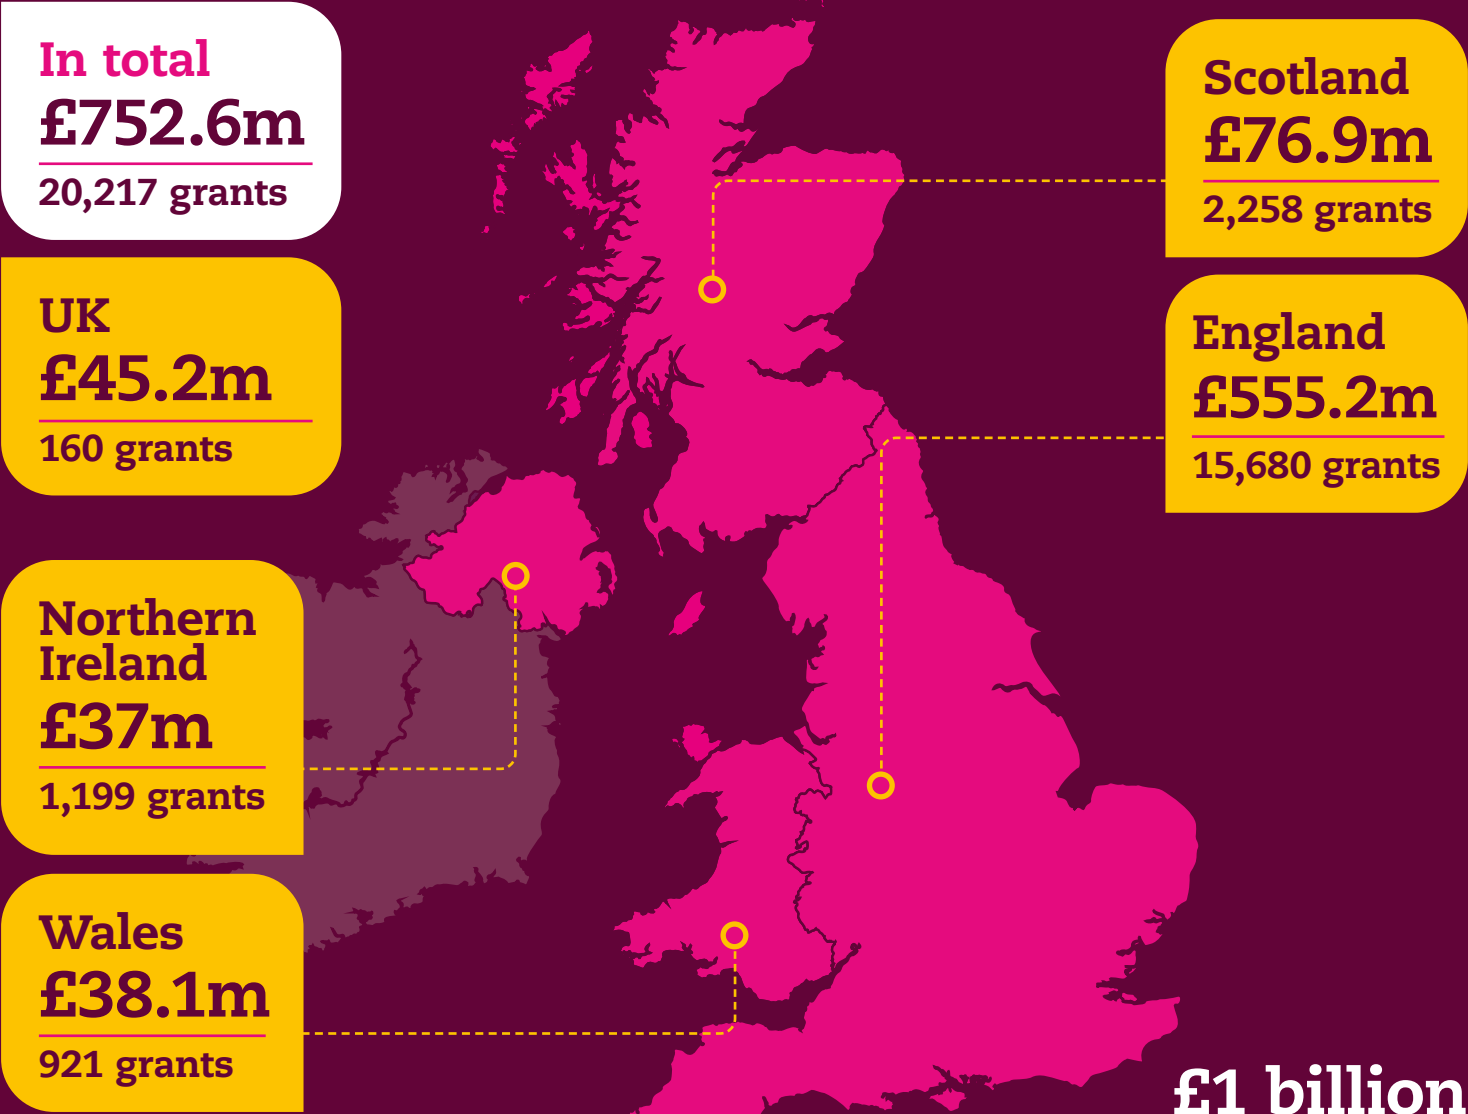 In total
£752.6m
20,217 grants
UK
£45.2m
160 grants
Northern
Ireland
£37m
1,199 grants
Wales
£38.1m
921 grants
Scotland
£76.9m
2,258 grants
England
£555.2m
15,680 grants
£1 billion